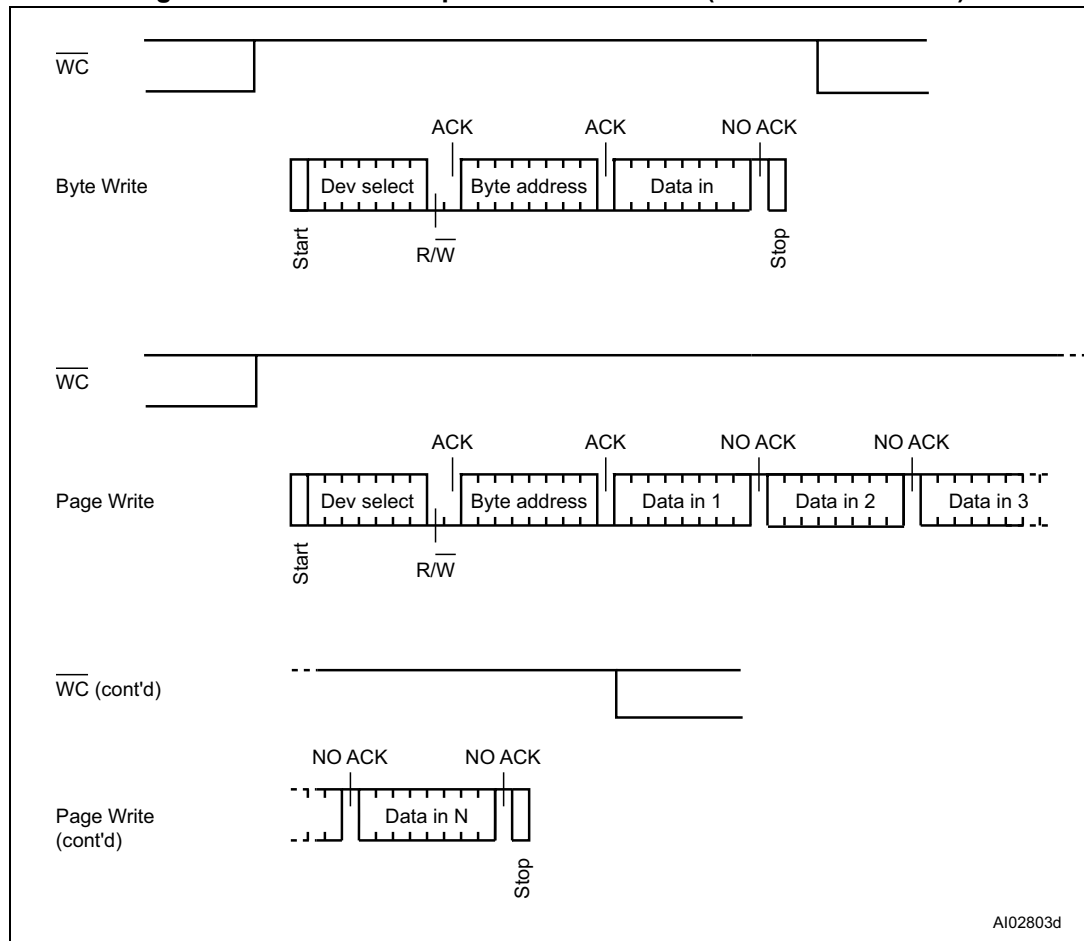 WC
ACK ACK NO ACK
Byte Write Dev select Byte address Data in
Start R/W Stop
WC
ACK ACK NO ACK NO ACK
Page Write Dev select Byte address Data in 1 Data in 2 Data in 3
Start R/W
WC (cont'd)
NO ACK NO ACK
Page Write Data in N
(cont'd)
Stop
AI02803d